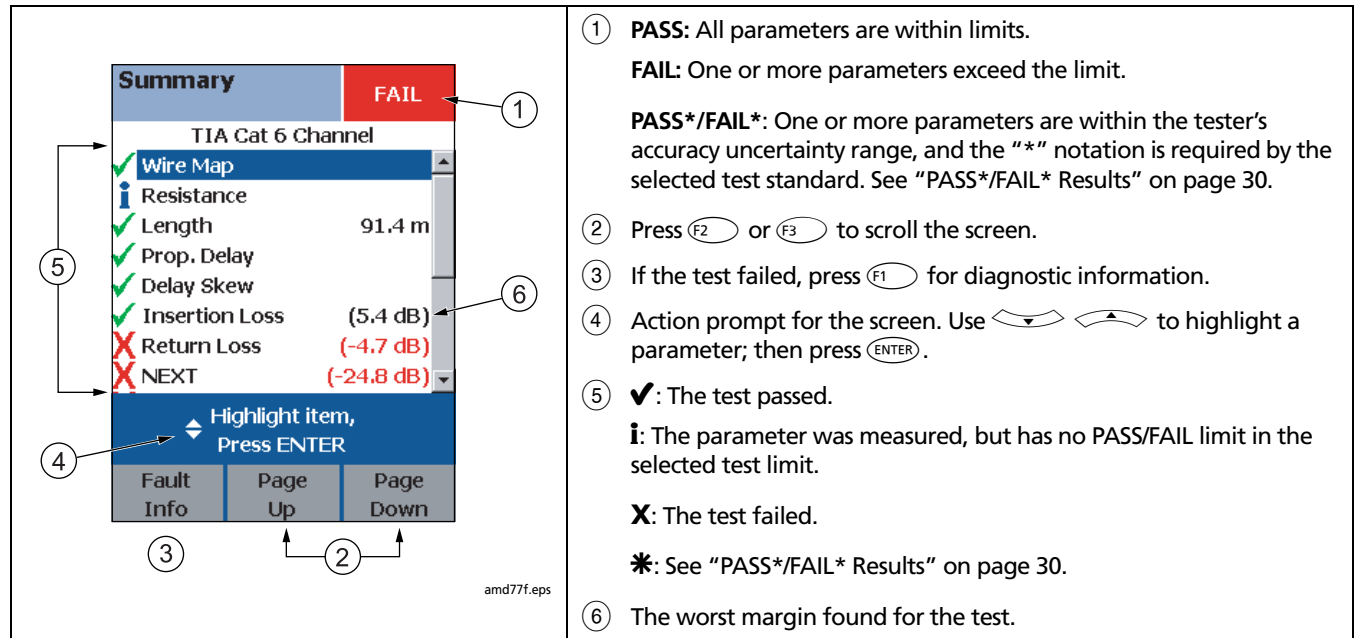 Summary
FAIL
TIA Cat 6 Channel
✓ Wire Map
i Resistance
✓ Length 91.4 m
✓ Prop. Delay
✓ Delay Skew
✓ Insertion Loss (5.4 dB)
X Return Loss (-4.7 dB)
X NEXT (-24.8 dB)
Highlight item,
Press ENTER
Fault
Info
Page
Up
Page
Down
1
5
6
4
3
2
amd77f.eps
1 PASS: All parameters are within limits.
FAIL: One or more parameters exceed the limit.
PASS*/FAIL*: One or more parameters are within the tester's
accuracy uncertainty range, and the "*" notation is required by the
selected test standard. See "PASS*/FAIL* Results" on page 30.
2 Press F2 or F3 to scroll the screen.
3 If the test failed, press F1 for diagnostic information.
4 Action prompt for the screen. Use ▼ ▲ to highlight a
parameter; then press ENTER.
5 ✔: The test passed.
i: The parameter was measured, but has no PASS/FAIL limit in the
selected test limit.
X: The test failed.
✱: See "PASS*/FAIL* Results" on page 30.
6 The worst margin found for the test.